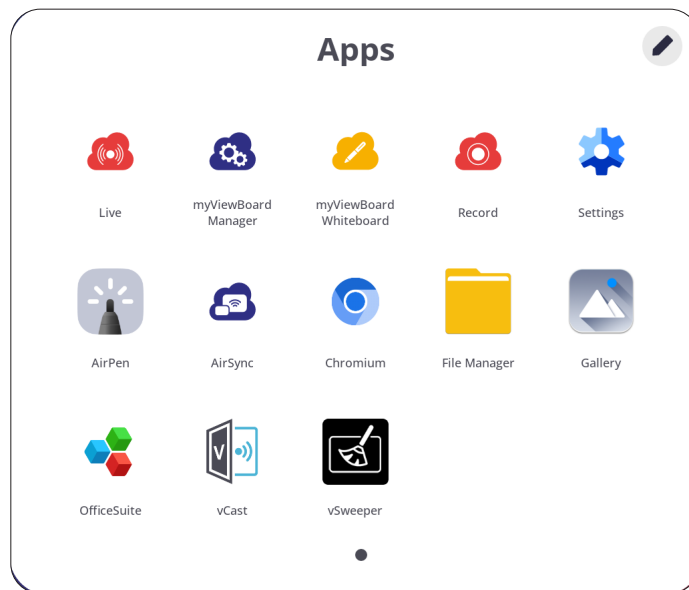 Apps
Live
myViewBoard
Manager
myViewBoard
Whiteboard
Record
Settings
AirPen
AirSync
Chromium
File Manager
Gallery
OfficeSuite
V
vCast
vSweeper